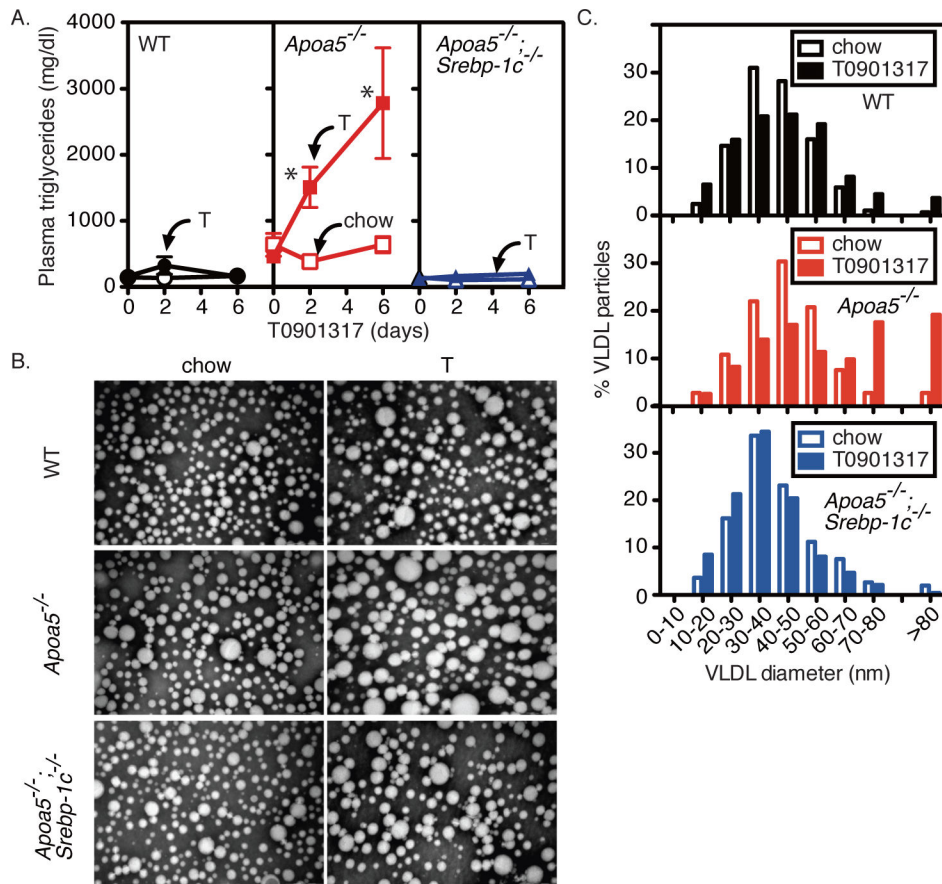 A.
Plasma triglycerides (mg/dl)
4000
3000
2000
1000
0
WT
T
Apoa5-/-
*
*
T
chow
Apoa5-/-;
Srebp-1c-/-
T
0 2 4 6 0 2 4 6 0 2 4 6
T0901317 (days)
B.
chow T
WT
Apoa5-/-
Apoa5-/-;
Srebp-1c-/-
C.
% VLDL particles
30
20
10
0
chow
T0901317
WT
30
20
10
0
chow
T0901317
Apoa5-/-
30
20
10
0
chow
T0901317
Apoa5-/-;
Srebp-1c-/-
0-10
10-20
20-30
30-40
40-50
50-60
60-70
70-80
>80
VLDL diameter (nm)